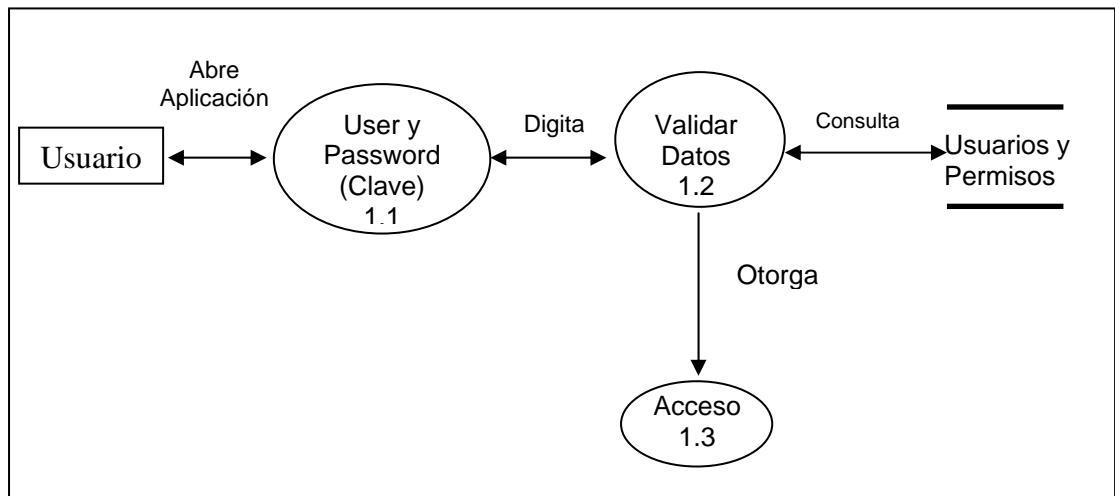 Abre
Aplicación
Usuario
User y
Password
(Clave)
1.1
Digita
Validar
Datos
1.2
Consulta
Usuarios y
Permisos
Otorga
Acceso
1.3